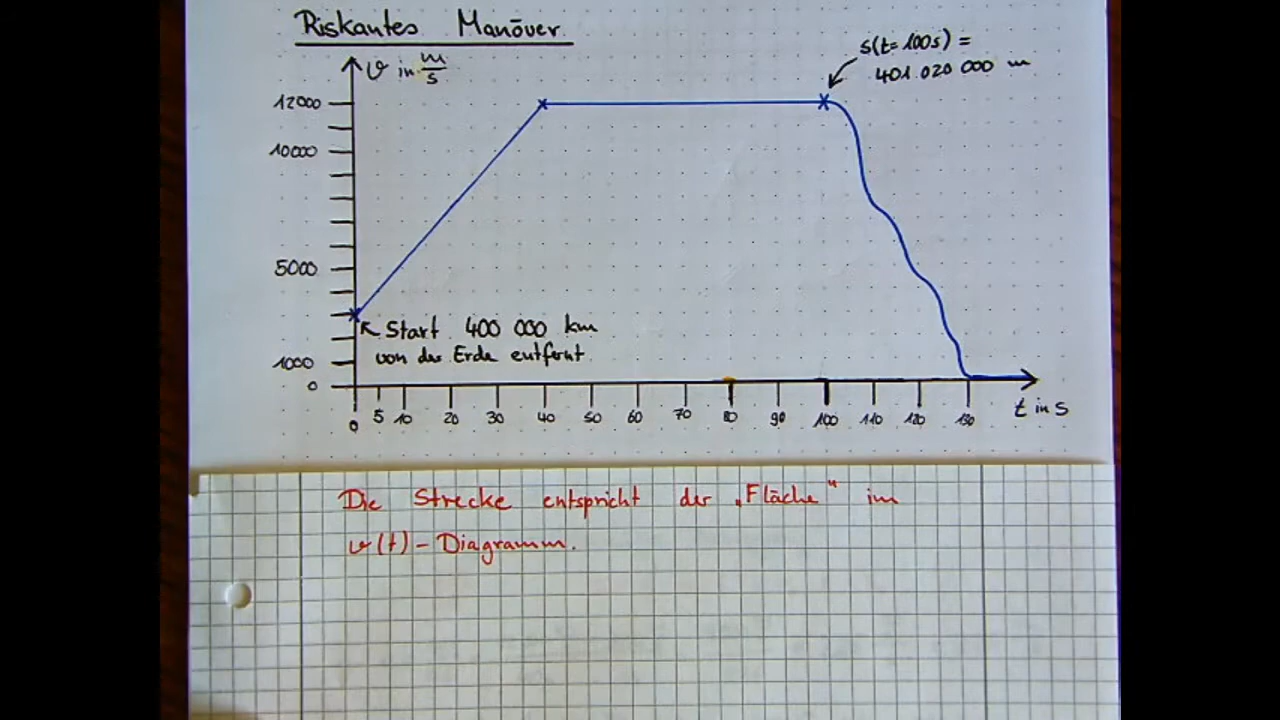 Riskantes Manöver
v in m/s
s(t=100s) =
401 020 000 m
12000
10000
5000
Start 400 000 km
von der Erde entfernt
1000
0
0 5 10 20 30 40 50 60 70 80 90 100 110 120 130
t in s
Die Strecke entspricht der „Fläche" im
v(t) - Diagramm.